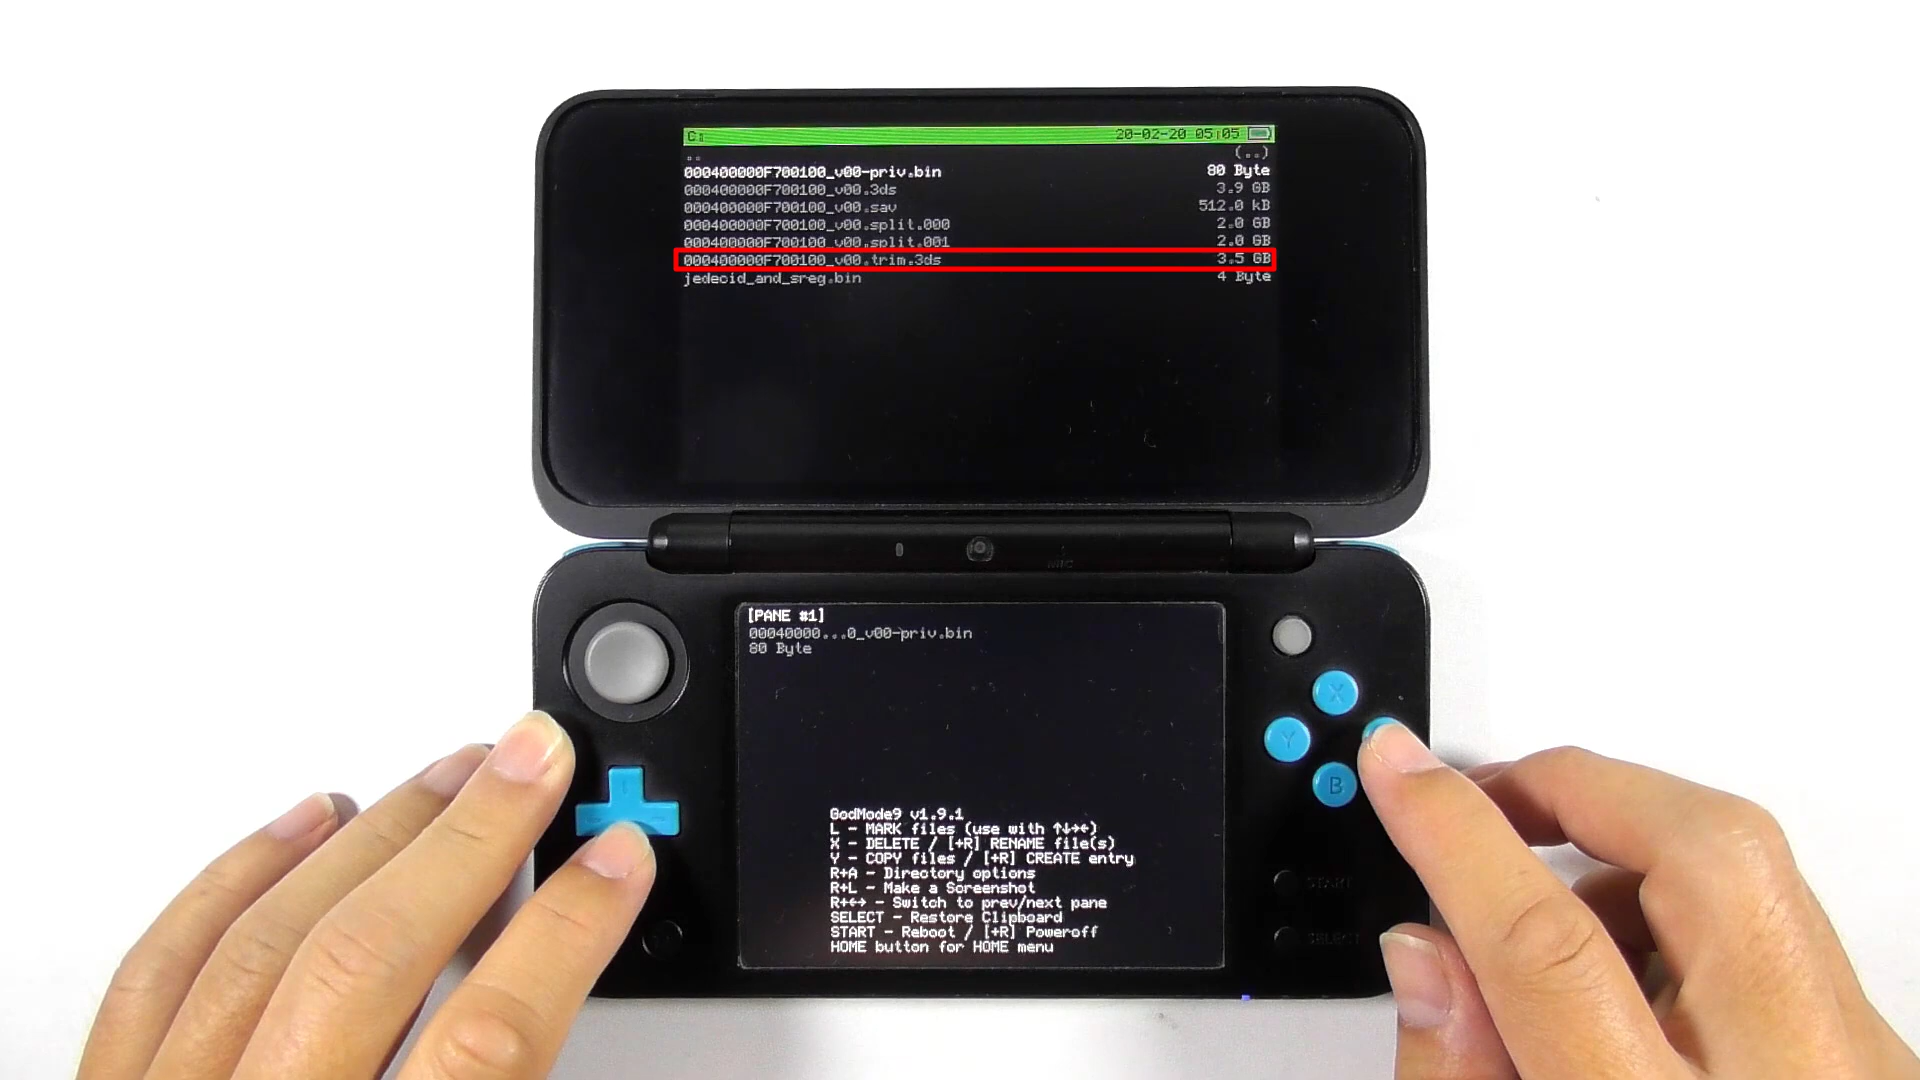 C:
20-02-20 05:05
..
(..)
000400000F700100_v00-priv.bin 80 Byte
000400000F700100_v00.3ds 3.9 GB
000400000F700100_v00.sav 512.0 kB
000400000F700100_v00.split.000 2.0 GB
000400000F700100_v00.split.001 2.0 GB
000400000F700100_v00.trim.3ds 3.5 GB
jedecid_and_sreg.bin 4 Byte
MIC
[PANE #1]
00040000...0_v00-priv.bin
80 Byte
X
Y
B
GodMode9 v1.9.1
L - MARK files (use with ↑↓→←)
X - DELETE / [+R] RENAME file(s)
Y - COPY files / [+R] CREATE entry
R+A - Directory options
R+L - Make a Screenshot
R+←→ - Switch to prev/next pane
SELECT - Restore Clipboard
START - Reboot / [+R] Poweroff
HOME button for HOME menu
START
SELECT